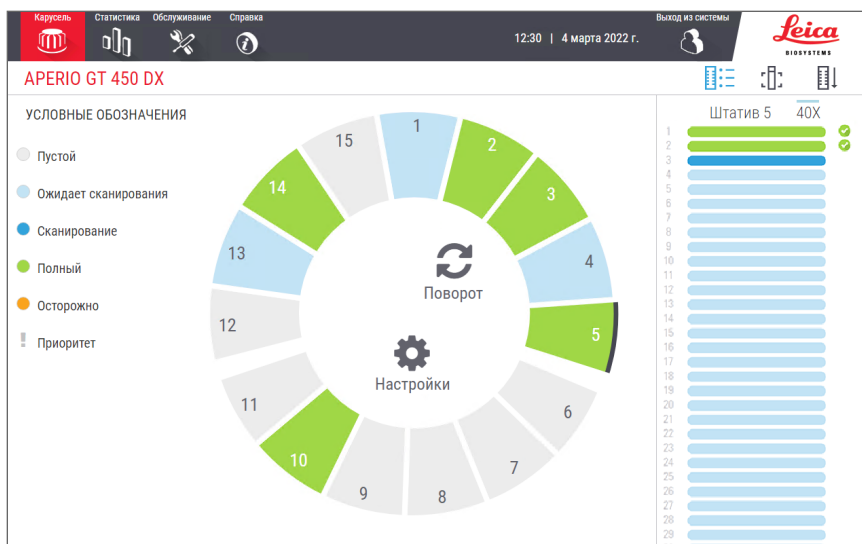 Карусель
Статистика
Обслуживание
Справка
12:30 | 4 марта 2022 г.
Выход из системы
Leica
BIOSYSTEMS
APERIO GT 450 DX
УСЛОВНЫЕ ОБОЗНАЧЕНИЯ
Пустой
Ожидает сканирования
Сканирование
Полный
Осторожно
! Приоритет
1
2
3
4
5
6
7
8
9
10
11
12
13
14
15
Поворот
Настройки
Штатив 5 40X
1
2
3
4
5
6
7
8
9
10
11
12
13
14
15
16
17
18
19
20
21
22
23
24
25
26
27
28
29